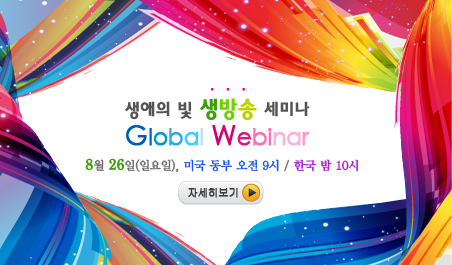 생애의 빛 생방송 세미나
Global Webinar
8월 26일(일요일), 미국 동부 오전 9시 / 한국 밤 10시
자세히보기